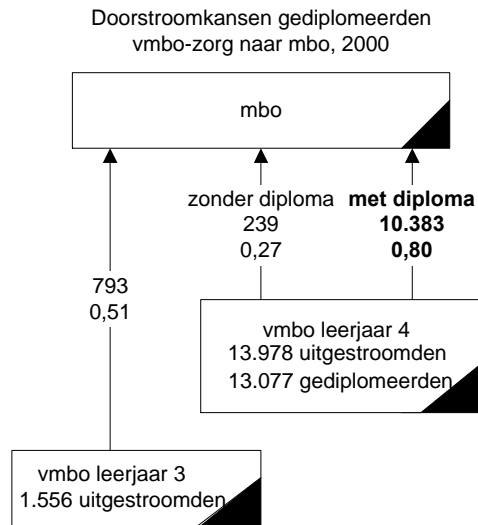 Doorstroomkansen gediplomeerden
vmbo-zorg naar mbo, 2000
mbo
zonder diploma
239
0,27
met diploma
10.383
0,80
793
0,51
vmbo leerjaar 4
13.978 uitgestroomden
13.077 gediplomeerden
vmbo leerjaar 3
1.556 uitgestroomden